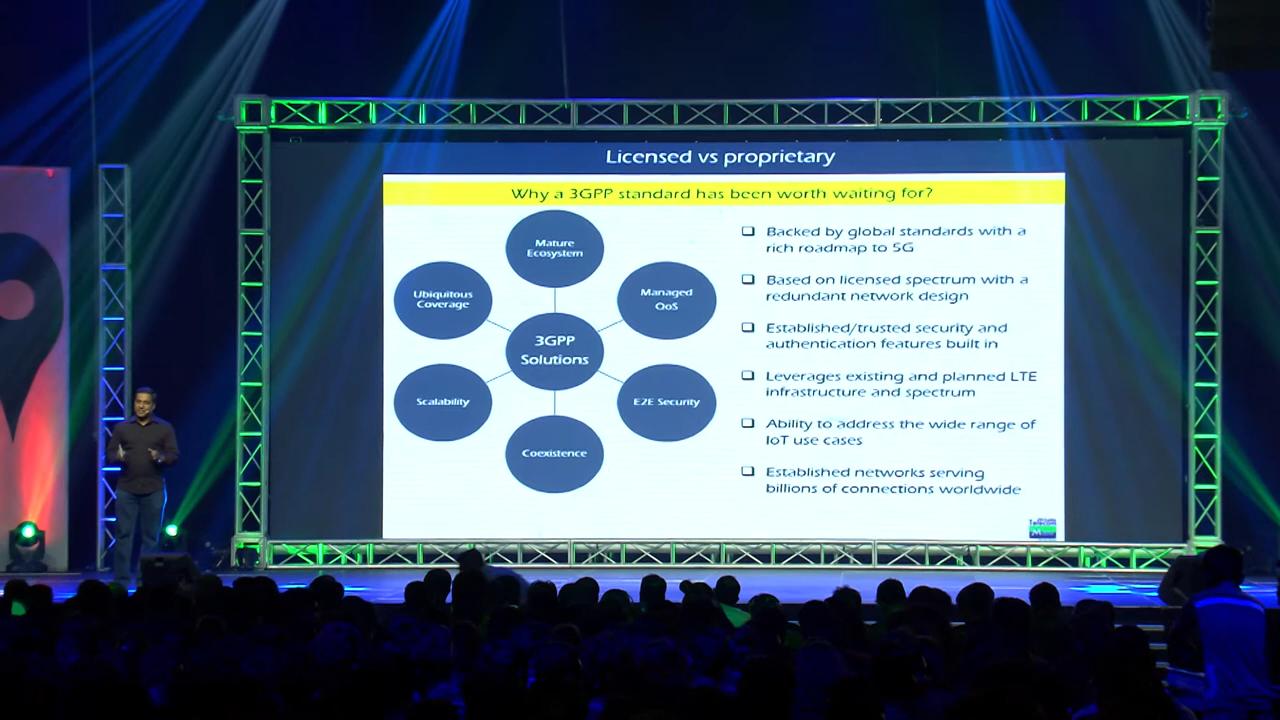 Licensed vs proprietary
Why a 3GPP standard has been worth waiting for?
Mature
Ecosystem
Ubiquitous
Coverage
Managed
QoS
3GPP
Solutions
Scalability
E2E Security
Coexistence
❑ Backed by global standards with a
rich roadmap to 5G
❑ Based on licensed spectrum with a
redundant network design
❑ Established/trusted security and
authentication features built in
❑ Leverages existing and planned LTE
infrastructure and spectrum
❑ Ability to address the wide range of
IoT use cases
❑ Established networks serving
billions of connections worldwide
Telecom